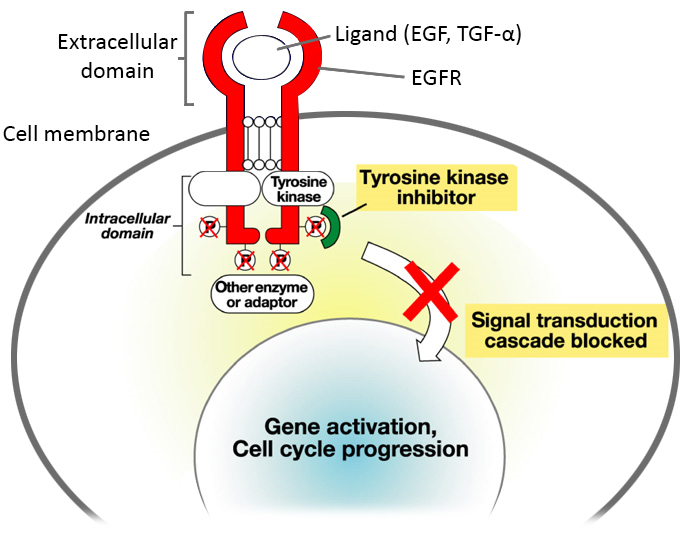 Extracellular
domain
Ligand (EGF, TGF-α)
EGFR
Cell membrane
Tyrosine
kinase
Tyrosine kinase
inhibitor
Intracellular
domain
P
P
P
P
Other enzyme
or adaptor
Signal transduction
cascade blocked
Gene activation,
Cell cycle progression